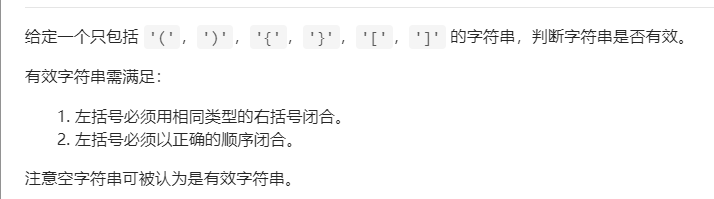 给定一个只包括 '(', ')', '{', '}', '[', ']' 的字符串，判断字符串是否有效。
有效字符串需满足：
1. 左括号必须用相同类型的右括号闭合。
2. 左括号必须以正确的顺序闭合。
注意空字符串可被认为是有效字符串。